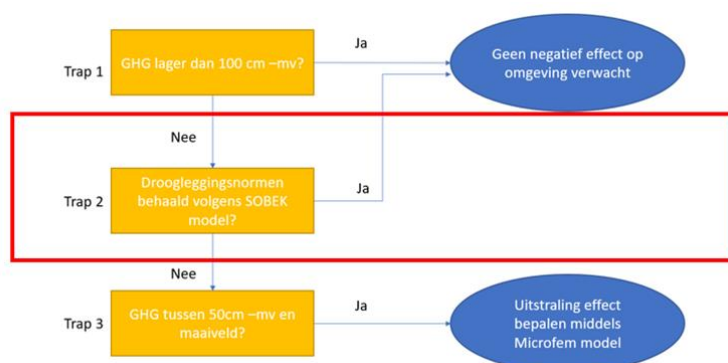 Ja
GHG lager dan 100 cm –mv?
Geen negatief effect op
omgeving verwacht
Trap 1
Nee
Droogleggingsnormen
behaald volgens SOBEK
model?
Ja
Trap 2
Nee
GHG tussen 50cm –mv en
maaiveld?
Ja
Uitstraling effect
bepalen middels
Microfem model
Trap 3